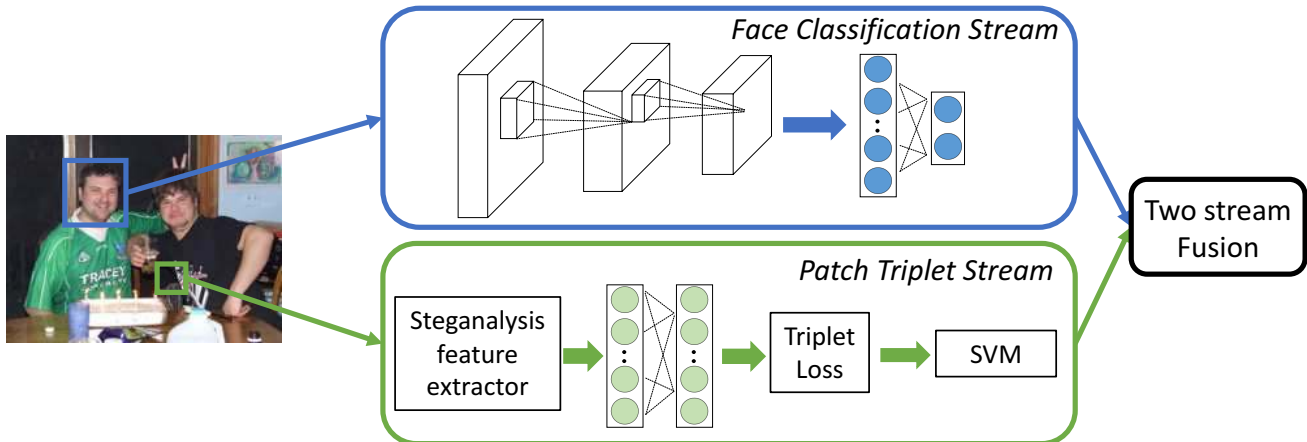 Face Classification Stream
TRACEY
Two stream
Fusion
Patch Triplet Stream
Steganalysis
feature
extractor
Triplet
Loss
SVM